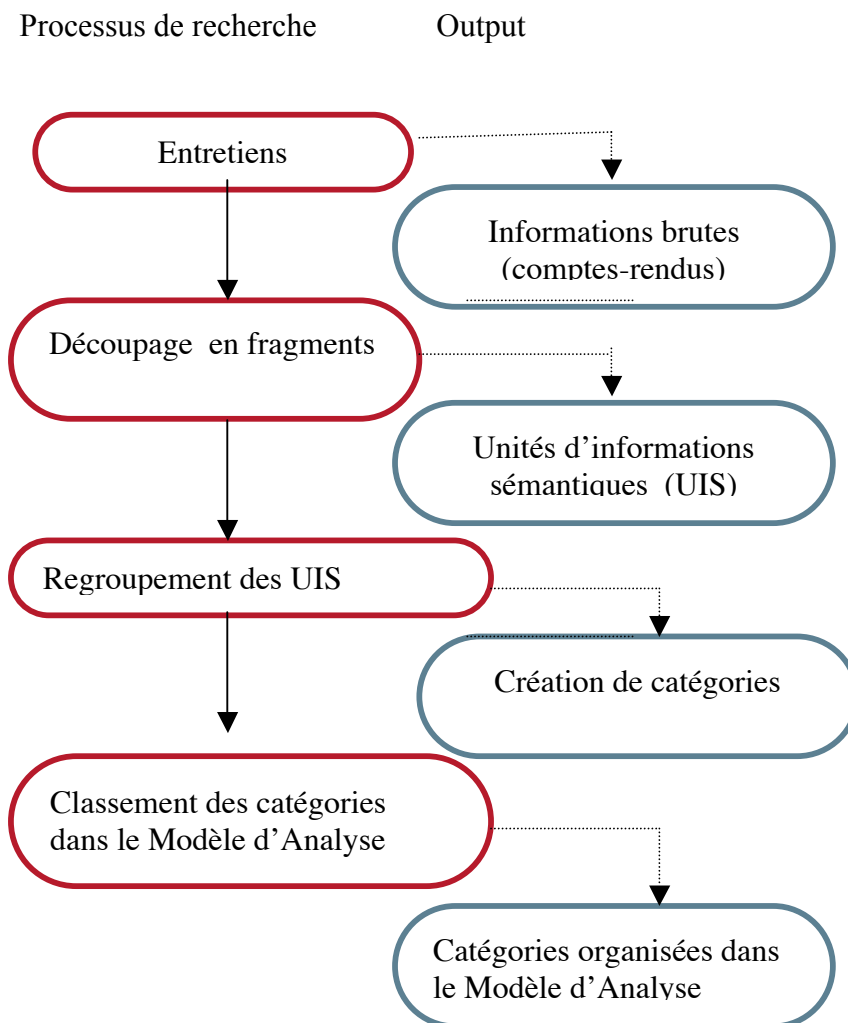 Processus de recherche
Output
Entretiens
Informations brutes
(comptes-rendus)
Découpage en fragments
Unités d’informations
sémantiques (UIS)
Regroupement des UIS
Création de catégories
Classement des catégories
dans le Modèle d’Analyse
Catégories organisées dans
le Modèle d’Analyse